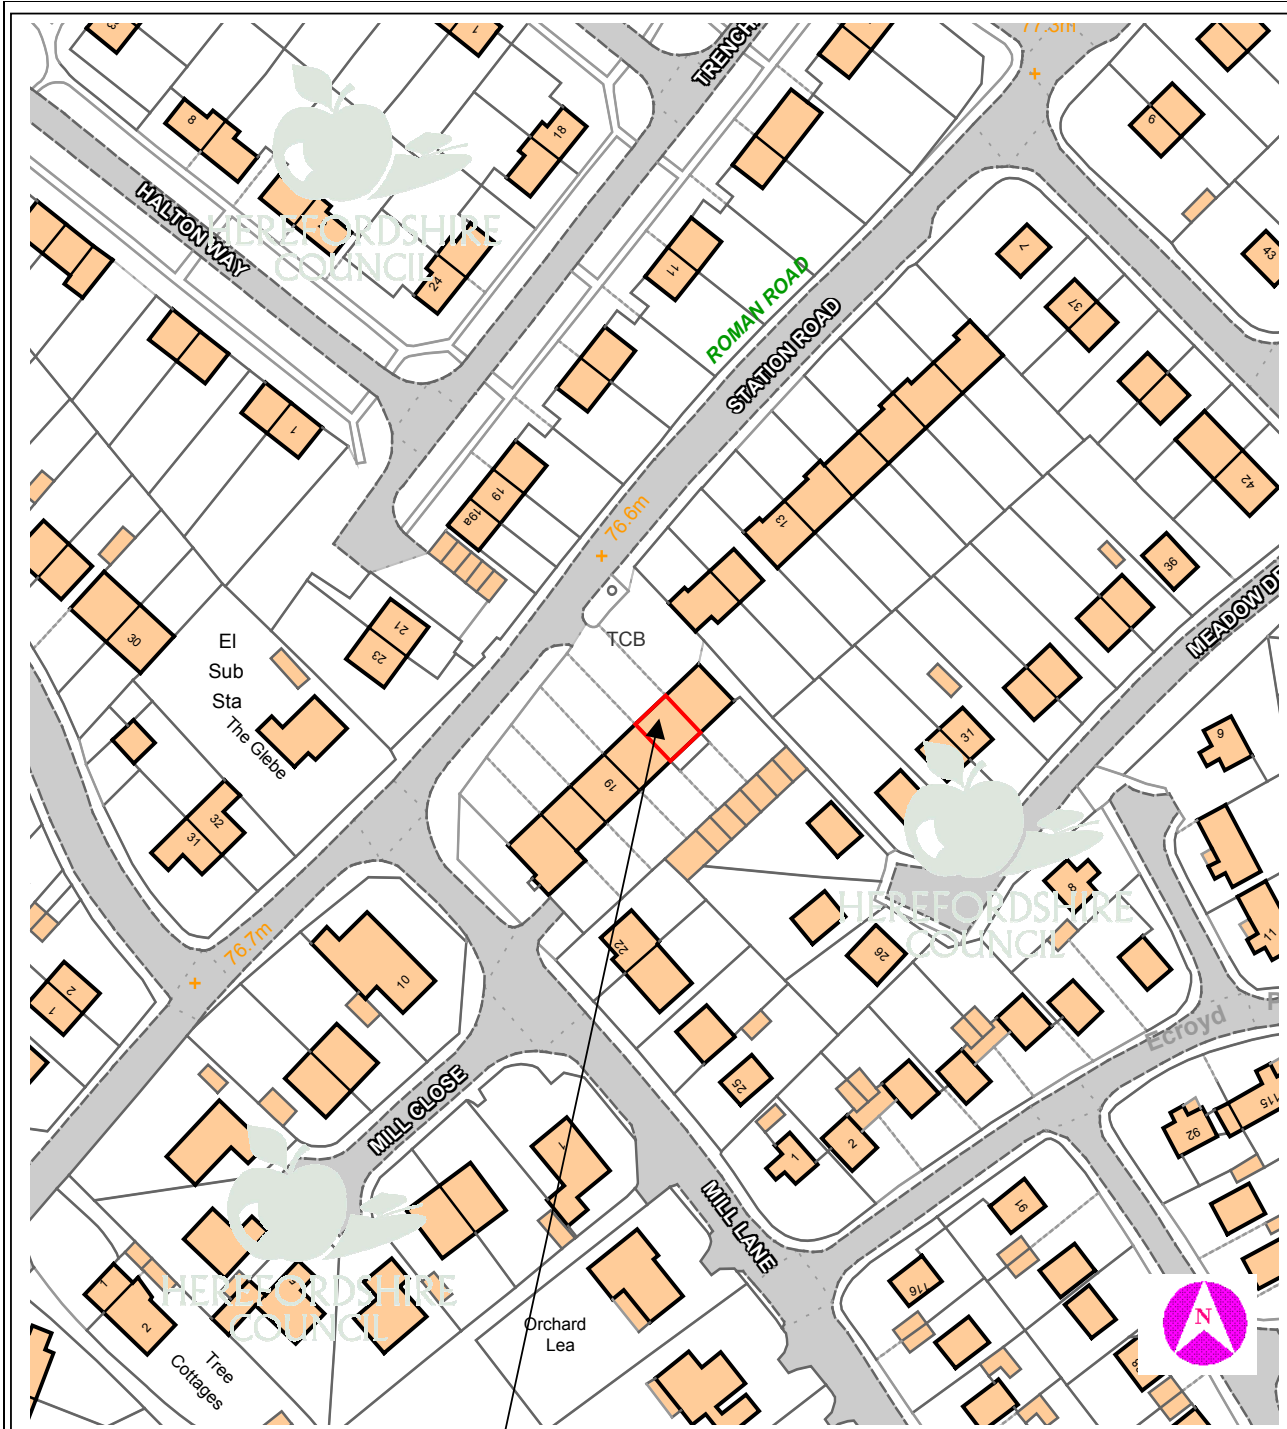 77.3m
TRENCH
8
18
6
HALTON WAY
HEREFORDSHIRE
COUNCIL
24
11
7
43
ROMAN ROAD
37
STATION ROAD
1
42
19
19a
76.6m
13
36
30
21
23
TCB
El
Sub
Sta
The Glebe
MEADOW DR
31
9
19
32
31
8
HEREFORDSHIRE
COUNCIL
22
26
11
76.7m
2
1
10
Ecroyd
25
MILL CLOSE
1
2
1
115
92
91
MILL LANE
116
HEREFORDSHIRE
COUNCIL
1
2
Orchard
Lea
N
Tree
Cottages